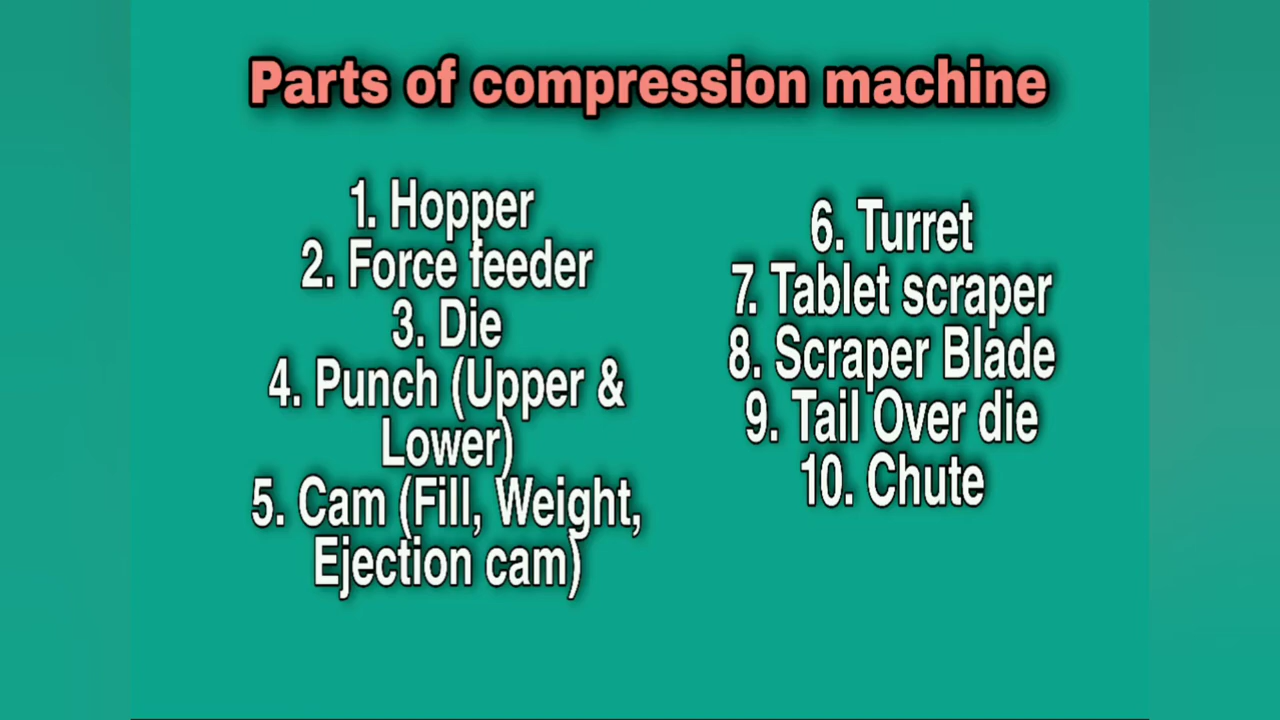 Parts of compression machine
1. Hopper
2. Force feeder
3. Die
4. Punch (Upper &
Lower)
5. Cam (Fill, Weight,
Ejection cam)
6. Turret
7. Tablet scraper
8. Scraper Blade
9. Tail Over die
10. Chute